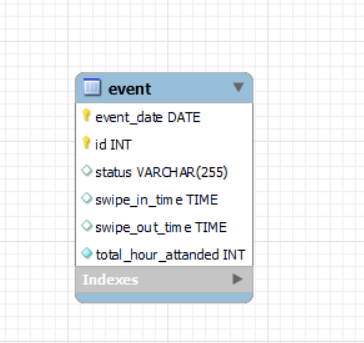 event
event_date DATE
id INT
status VARCHAR(255)
swipe_in_time TIME
swipe_out_time TIME
total_hour_attanded INT
Indexes